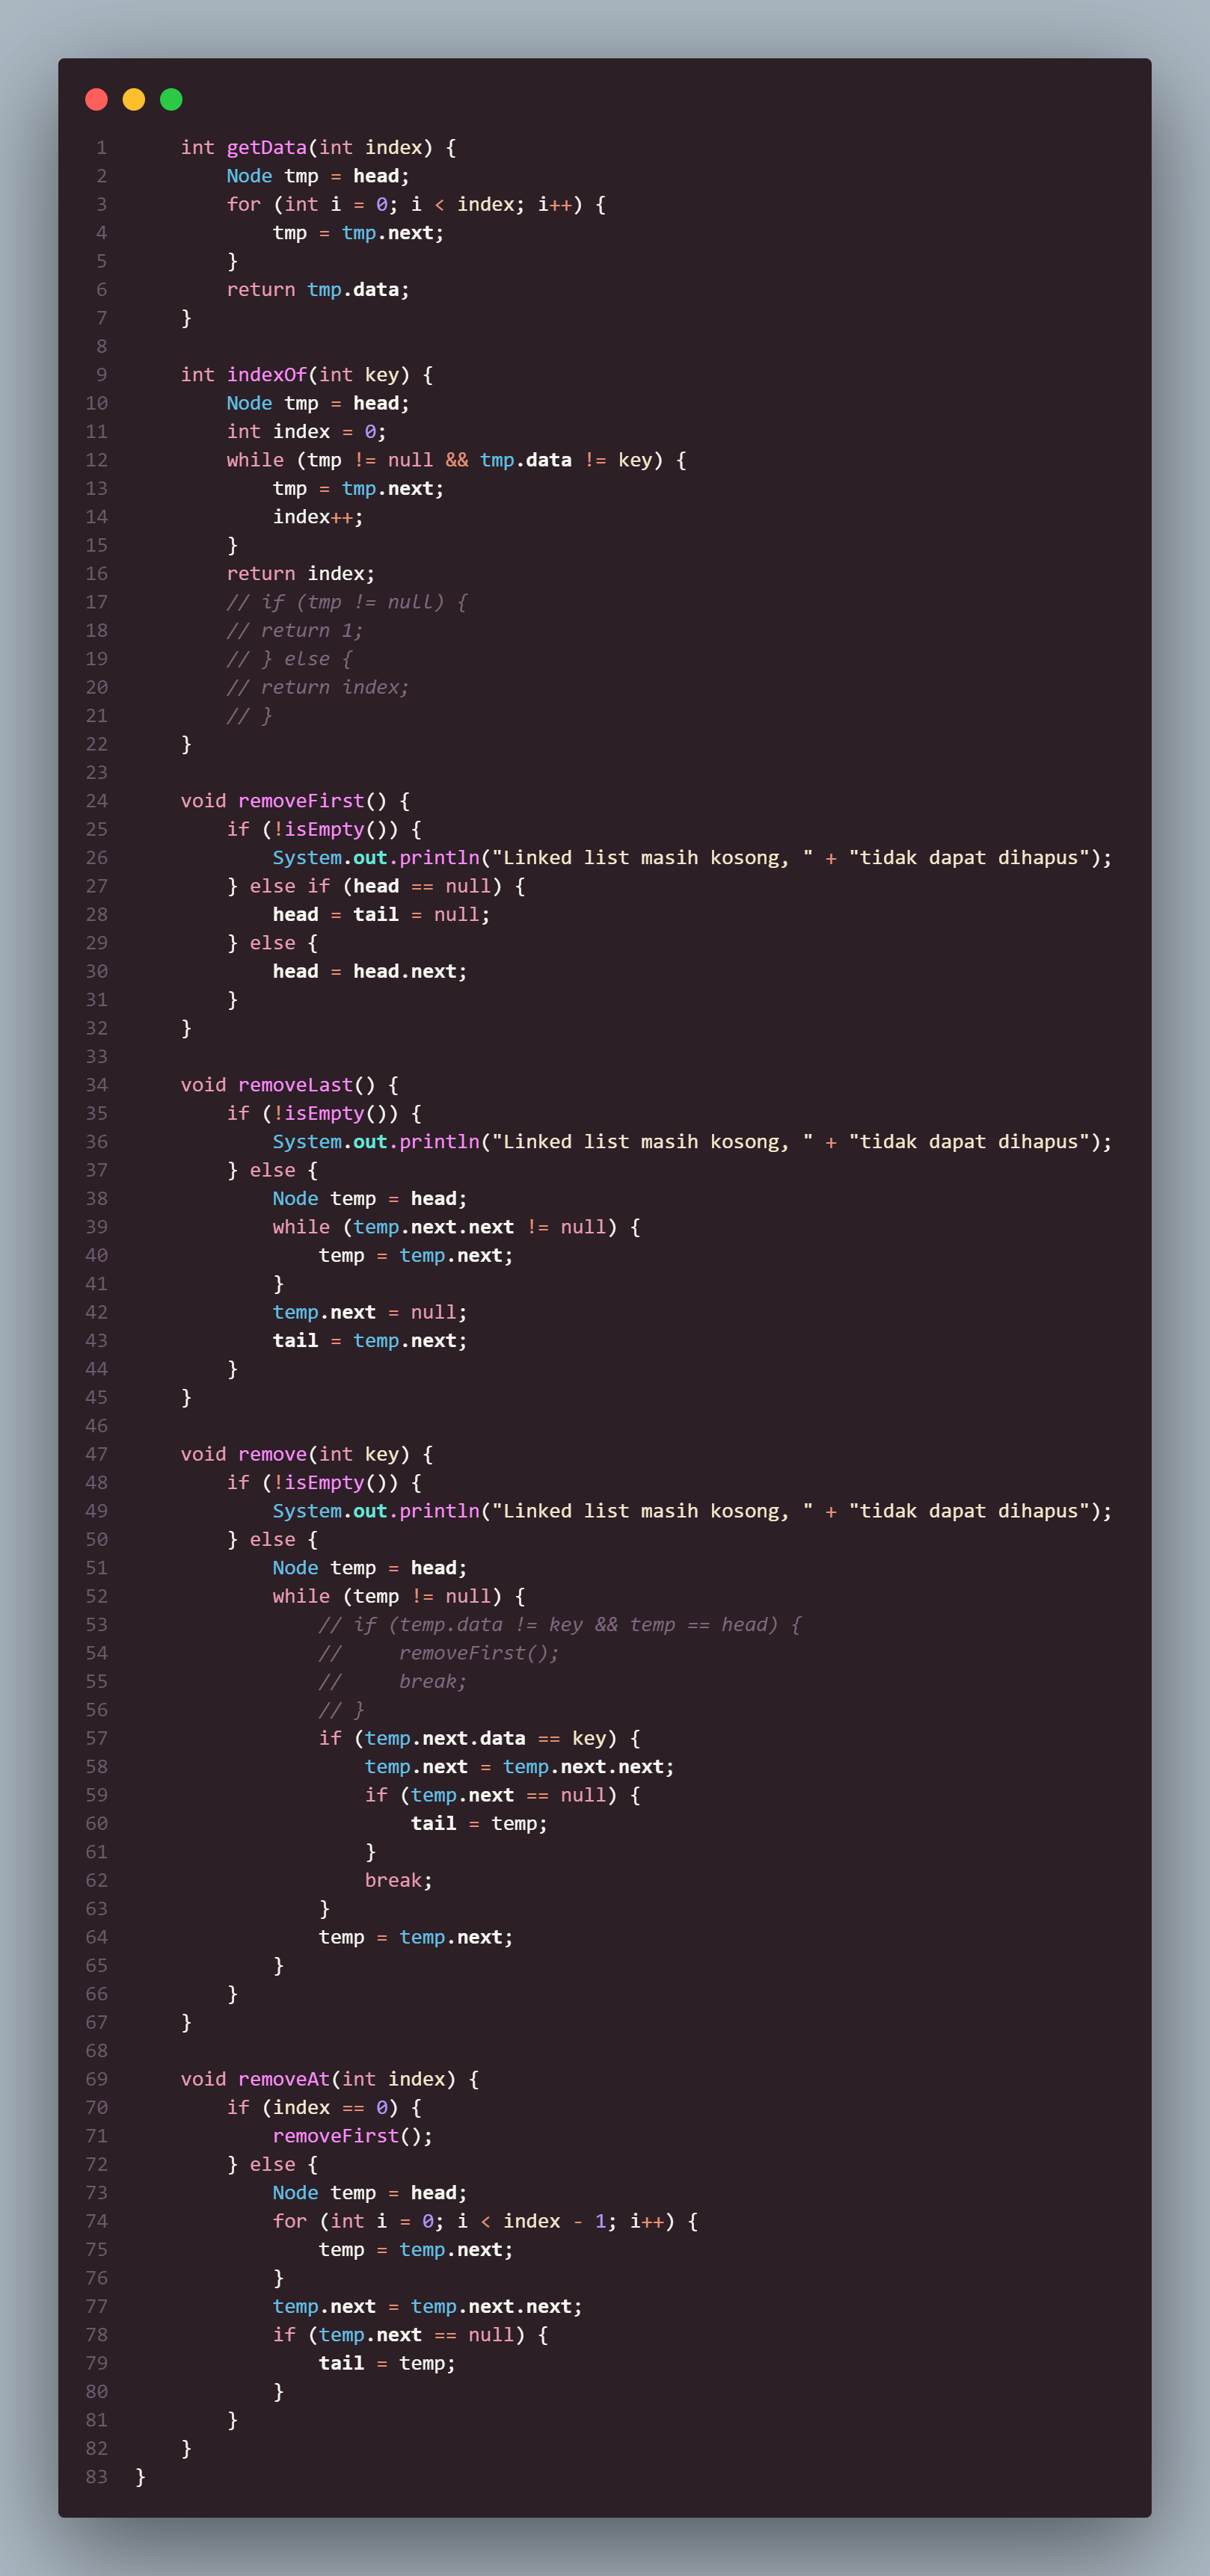 1     int getData(int index) {
2         Node tmp = head;
3         for (int i = 0; i < index; i++) {
4             tmp = tmp.next;
5         }
6         return tmp.data;
7     }
8
9     int indexOf(int key) {
10         Node tmp = head;
11         int index = 0;
12         while (tmp != null && tmp.data != key) {
13             tmp = tmp.next;
14             index++;
15         }
16         return index;
17         // if (tmp != null) {
18         // return 1;
19         // } else {
20         // return index;
21         // }
22     }
23
24     void removeFirst() {
25         if (!isEmpty()) {
26             System.out.println("Linked list masih kosong, " + "tidak dapat dihapus");
27         } else if (head == null) {
28             head = tail = null;
29         } else {
30             head = head.next;
31         }
32     }
33
34     void removeLast() {
35         if (!isEmpty()) {
36             System.out.println("Linked list masih kosong, " + "tidak dapat dihapus");
37         } else {
38             Node temp = head;
39             while (temp.next.next != null) {
40                 temp = temp.next;
41             }
42             temp.next = null;
43             tail = temp.next;
44         }
45     }
46
47     void remove(int key) {
48         if (!isEmpty()) {
49             System.out.println("Linked list masih kosong, " + "tidak dapat dihapus");
50         } else {
51             Node temp = head;
52             while (temp != null) {
53                 // if (temp.data != key && temp == head) {
54                 //     removeFirst();
55                 //     break;
56                 // }
57                 if (temp.next.data == key) {
58                     temp.next = temp.next.next;
59                     if (temp.next == null) {
60                         tail = temp;
61                     }
62                     break;
63                 }
64                 temp = temp.next;
65             }
66         }
67     }
68
69     void removeAt(int index) {
70         if (index == 0) {
71             removeFirst();
72         } else {
73             Node temp = head;
74             for (int i = 0; i < index - 1; i++) {
75                 temp = temp.next;
76             }
77             temp.next = temp.next.next;
78             if (temp.next == null) {
79                 tail = temp;
80             }
81         }
82     }
83 }